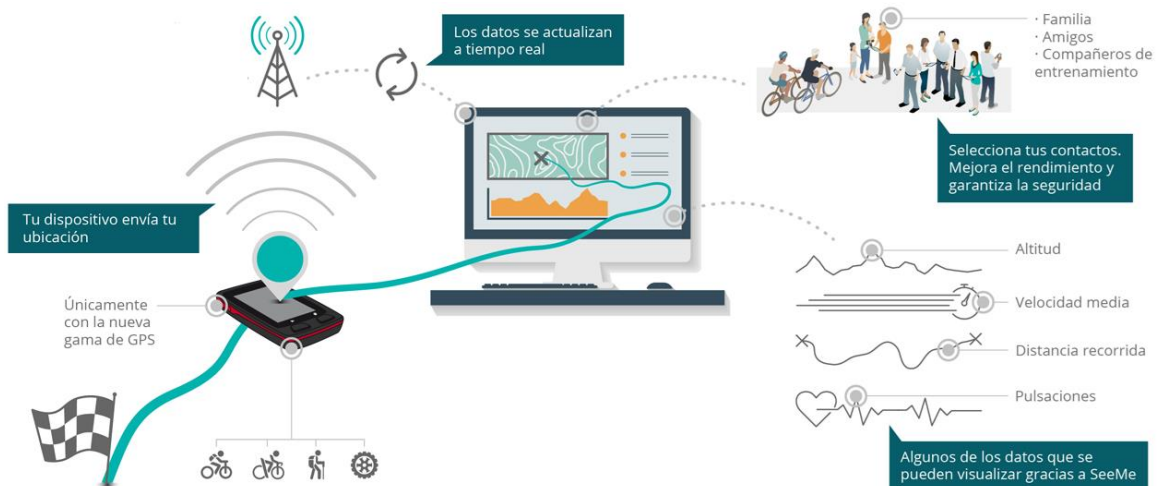 Los datos se actualizan
a tiempo real
· Familia
· Amigos
· Compañeros de
entrenamiento
Selecciona tus contactos.
Mejora el rendimiento y
garantiza la seguridad
Tu dispositivo envía tu
ubicación
Únicamente
con la nueva
gama de GPS
Altitud
Velocidad media
Distancia recorrida
Pulsaciones
Algunos de los datos que se
pueden visualizar gracias a SeeMe